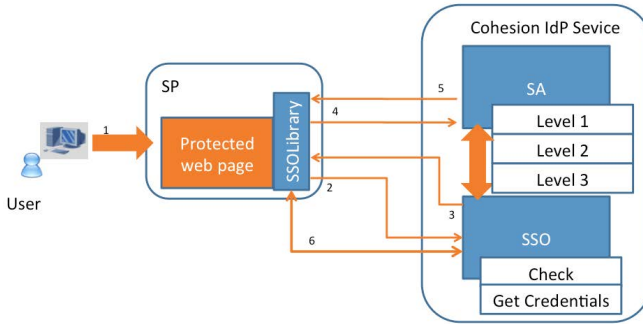 Cohesion IdP Sevice
SP
SA
5
4
1
Level 1
Protected
web page
SSOLibrary
Level 2
Level 3
2
3
User
SSO
6
Check
Get Credentials